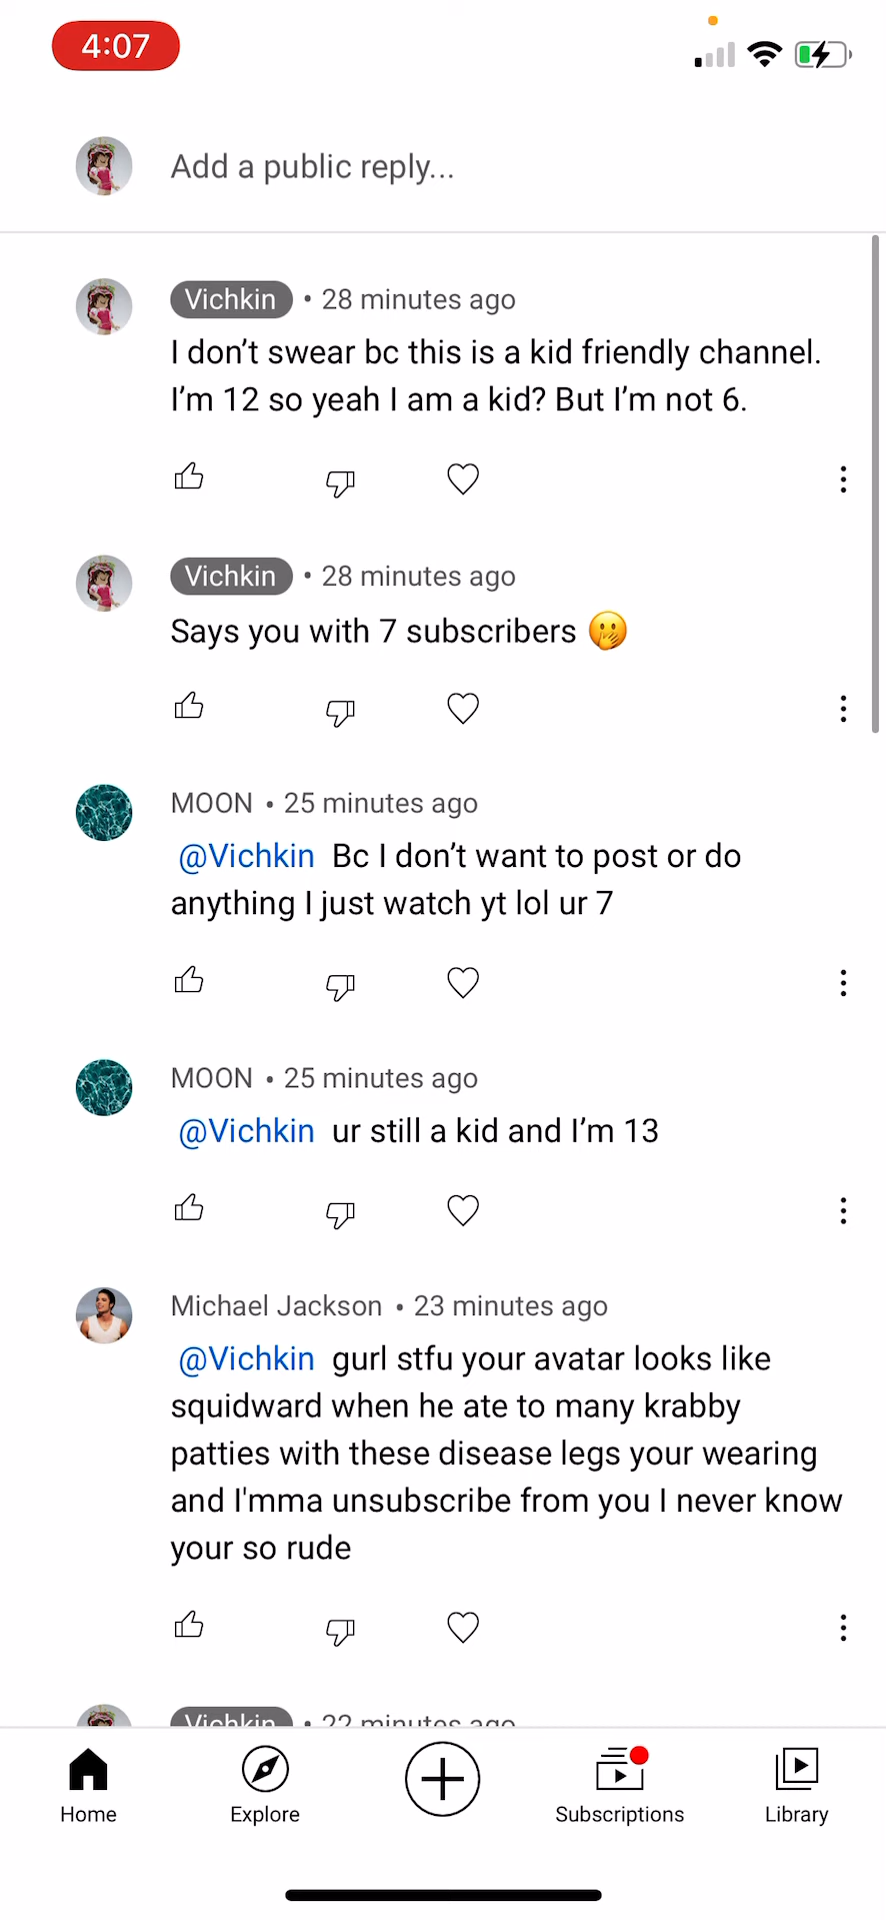 4:07
Add a public reply...
Vichkin • 28 minutes ago
I don’t swear bc this is a kid friendly channel.
I’m 12 so yeah I am a kid? But I’m not 6.
Vichkin • 28 minutes ago
Says you with 7 subscribers 🤭
MOON • 25 minutes ago
@Vichkin Bc I don’t want to post or do
anything I just watch yt lol ur 7
MOON • 25 minutes ago
@Vichkin ur still a kid and I’m 13
Michael Jackson • 23 minutes ago
@Vichkin gurl stfu your avatar looks like
squidward when he ate to many krabby
patties with these disease legs your wearing
and I'mma unsubscribe from you I never know
your so rude
Vichkin • 22 minutes ago
Home Explore Subscriptions Library